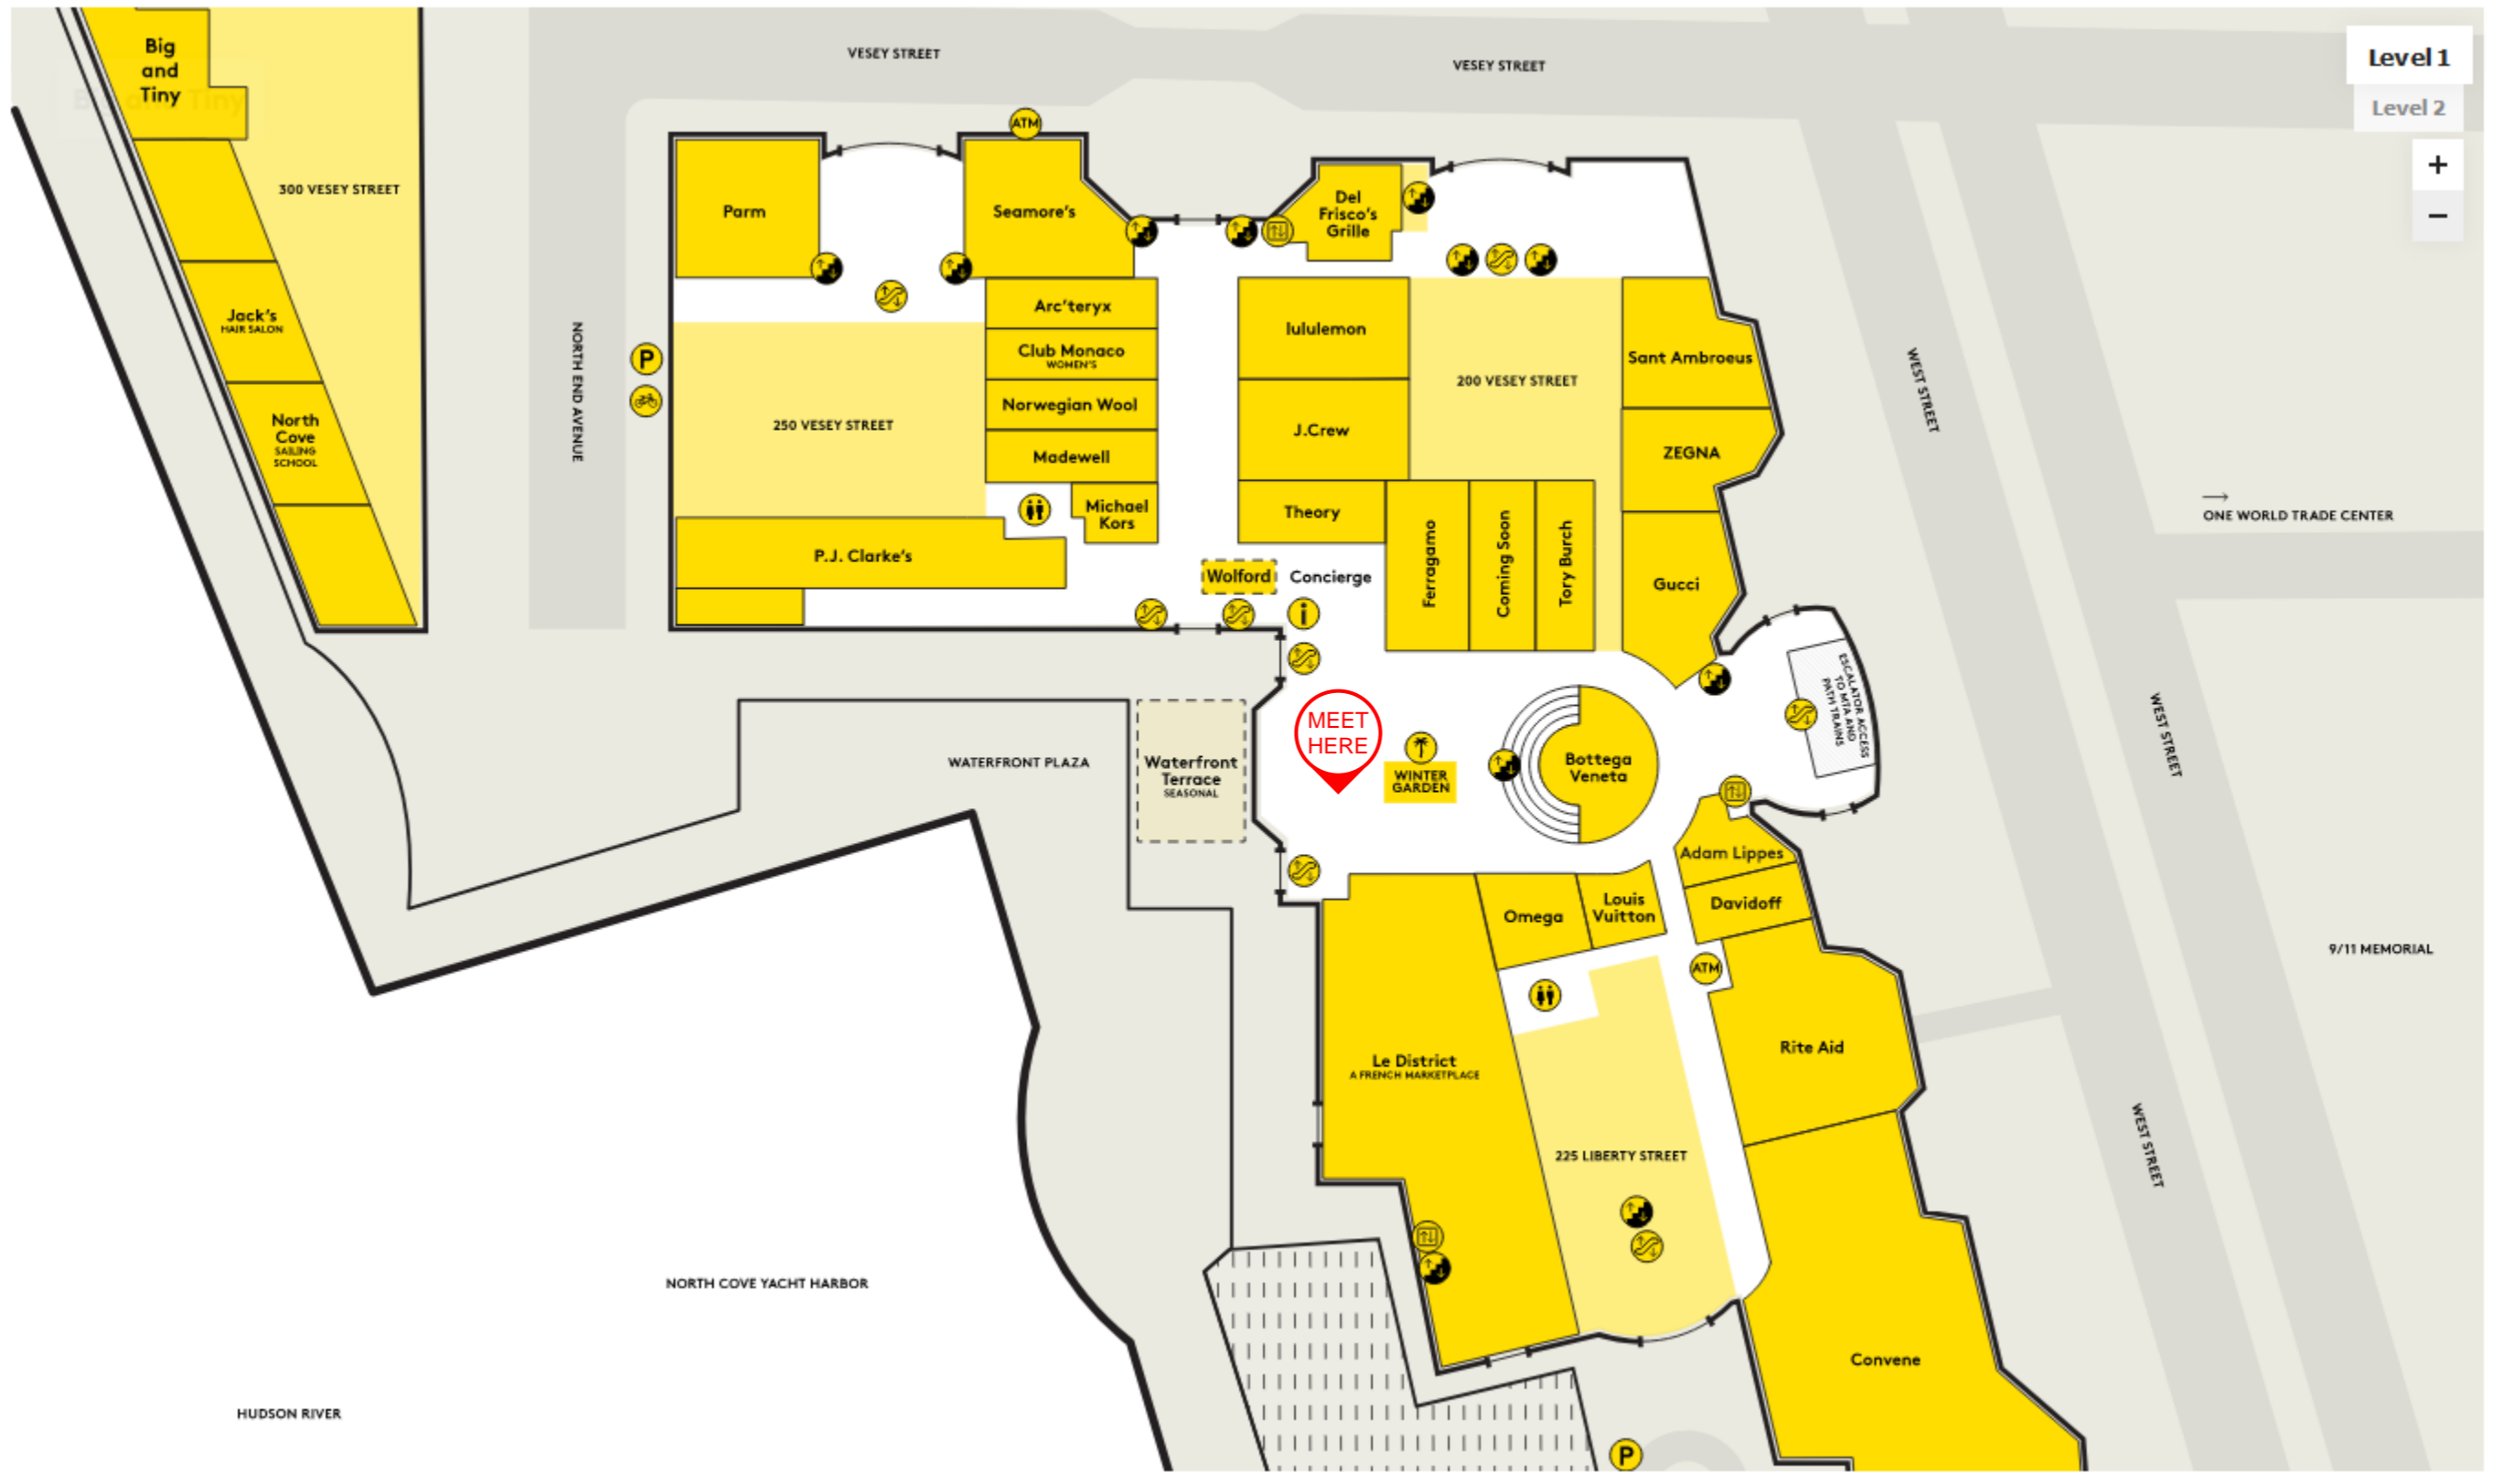 Big
and
Tiny
Big and Tiny
300 VESEY STREET
Jack's
HAIR SALON
North
Cove
SAILING
SCHOOL
NORTH END AVENUE
VESEY STREET
VESEY STREET
Level 1
Level 2
+
−
ATM
Parm
Seamore's
Del
Frisco's
Grille
Arc'teryx
Club Monaco
WOMEN'S
Norwegian Wool
Madewell
Michael
Kors
P
250 VESEY STREET
P.J. Clarke's
lululemon
J.Crew
Theory
200 VESEY STREET
Sant Ambroeus
ZEGNA
Gucci
Ferragamo
Coming Soon
Tory Burch
Wolford
Concierge
i
WEST STREET
ONE WORLD TRADE CENTER
ESCALATOR ACCESS
TO MTA AND
PATH TRAINS
WEST STREET
MEET
HERE
WINTER
GARDEN
Bottega
Veneta
WATERFRONT PLAZA
Waterfront
Terrace
SEASONAL
Adam Lippes
Davidoff
Louis
Vuitton
Omega
ATM
9/11 MEMORIAL
Rite Aid
Le District
A FRENCH MARKETPLACE
225 LIBERTY STREET
WEST STREET
NORTH COVE YACHT HARBOR
Convene
HUDSON RIVER
P